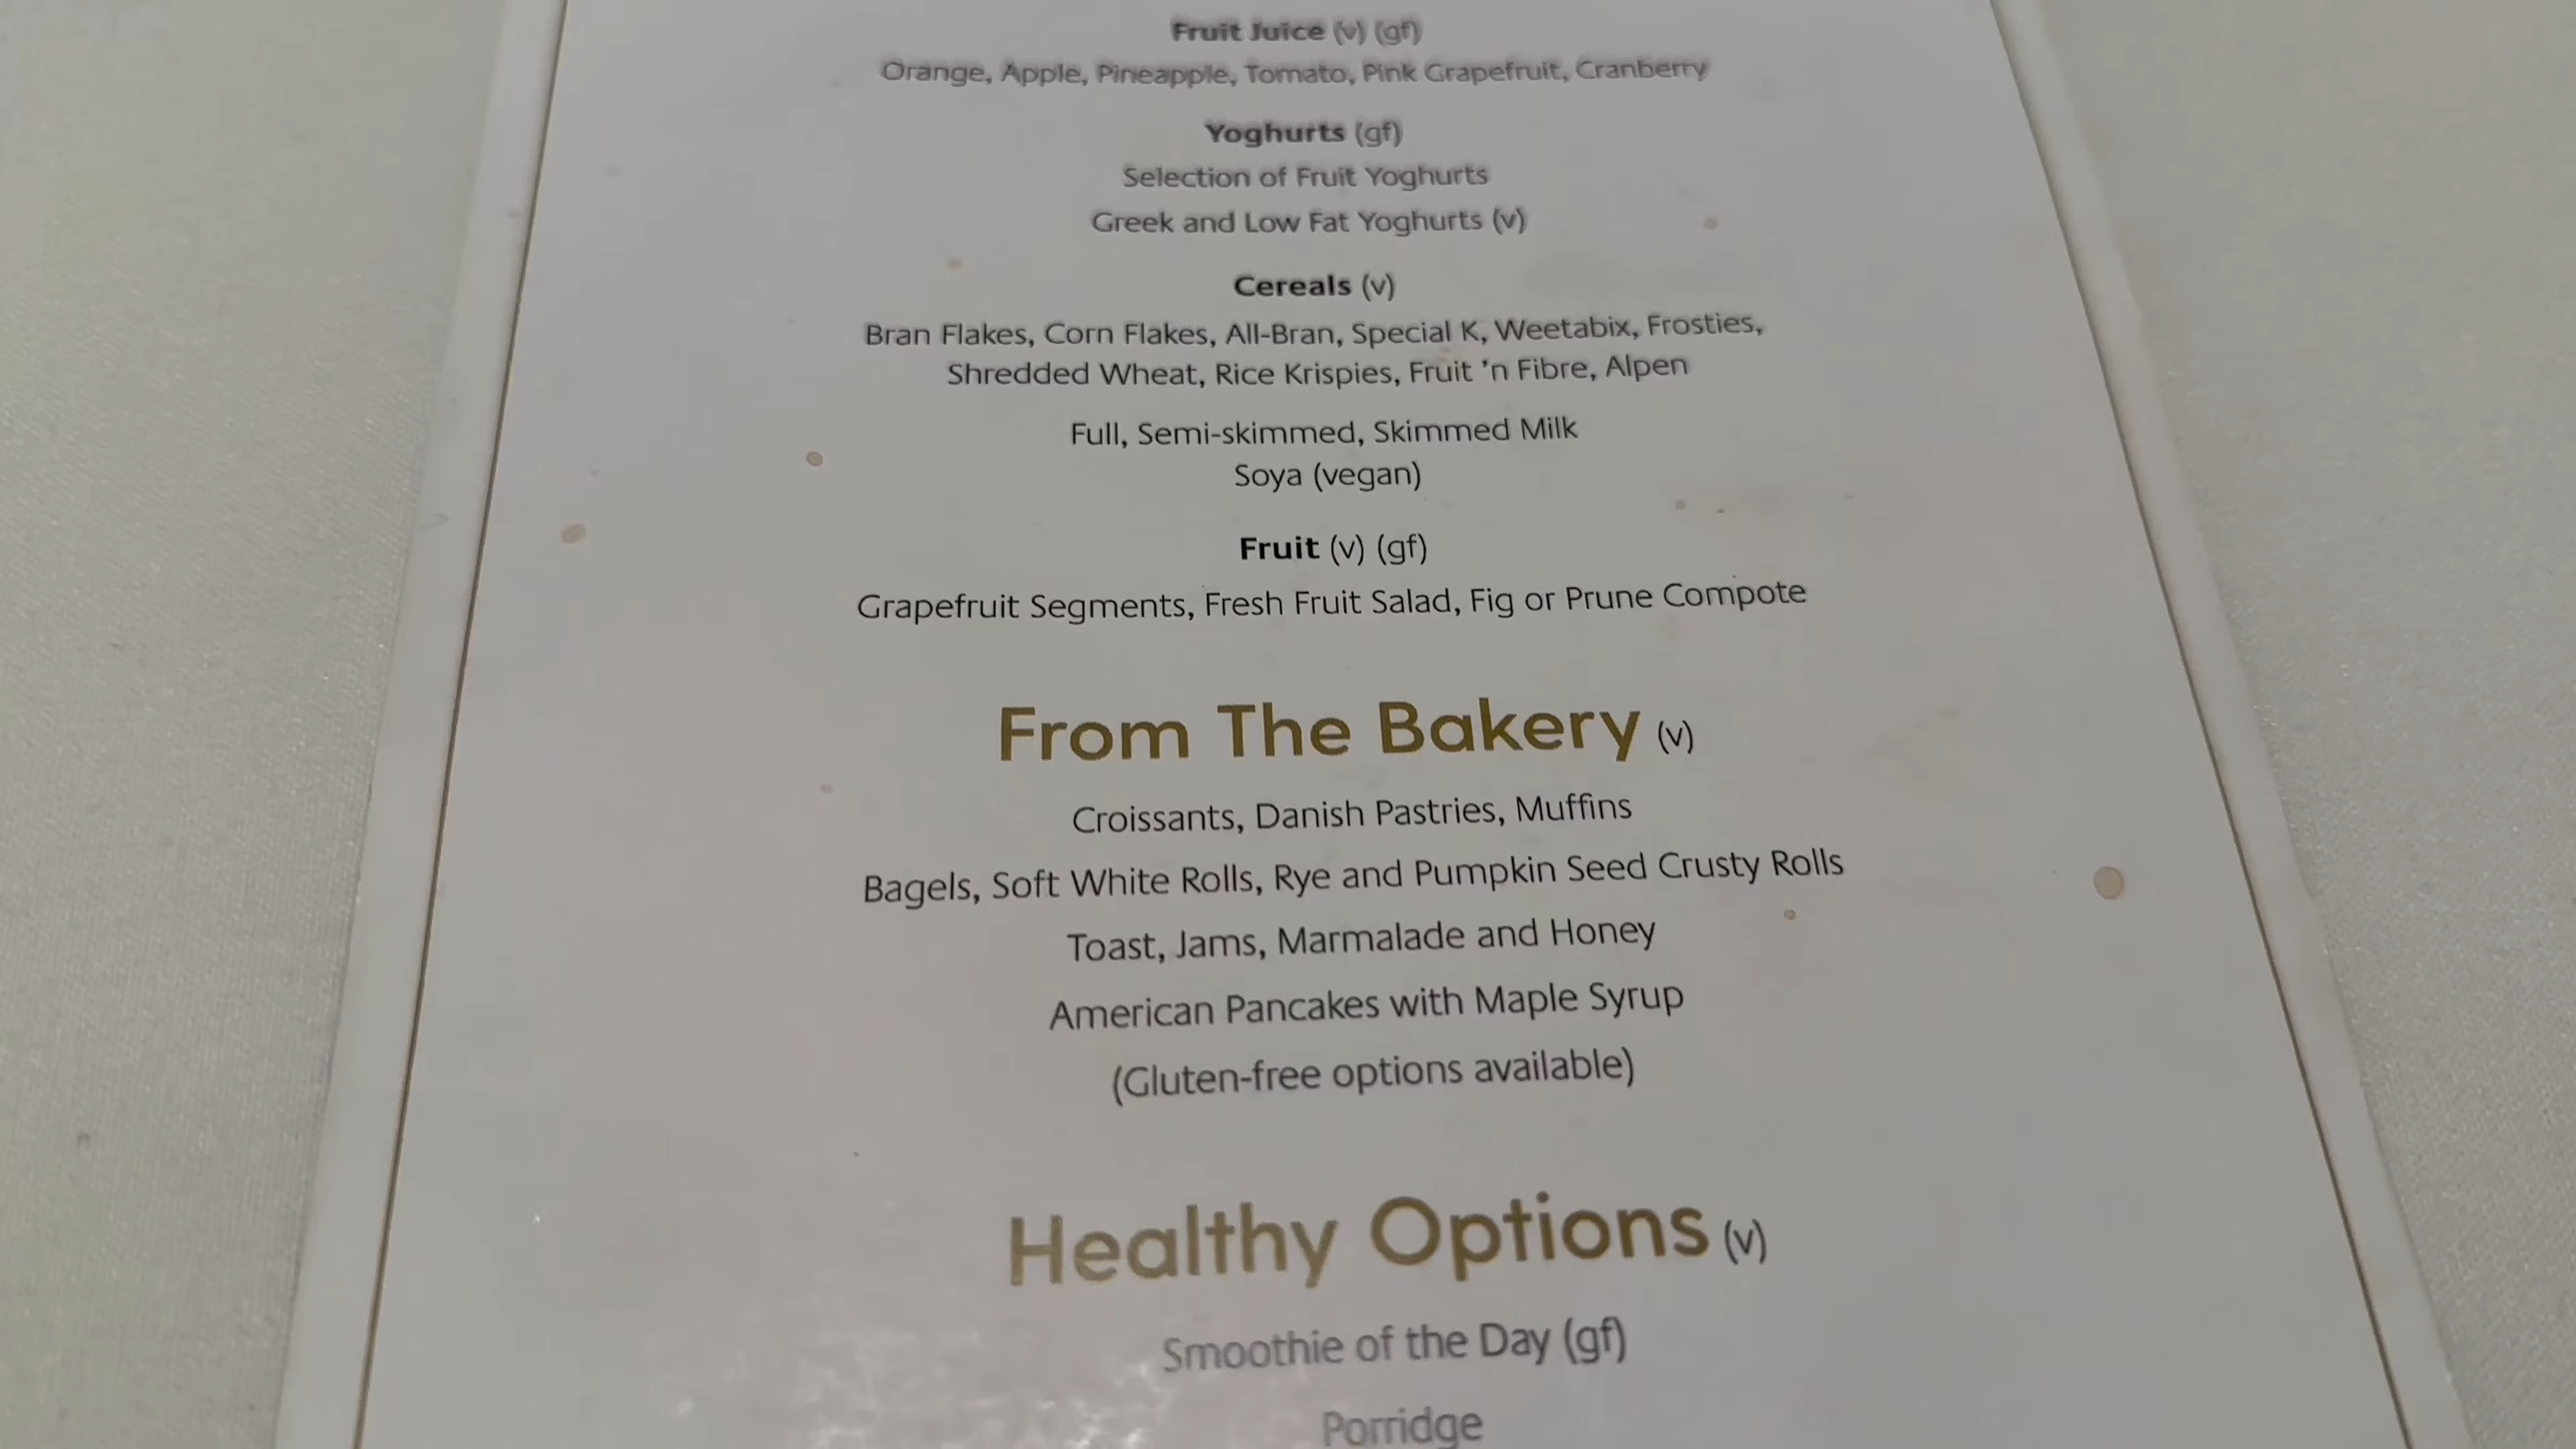 Fruit Juice (v) (gf)
Orange, Apple, Pineapple, Tomato, Pink Grapefruit, Cranberry
Yoghurts (gf)
Selection of Fruit Yoghurts
Greek and Low Fat Yoghurts (v)
Cereals (v)
Bran Flakes, Corn Flakes, All-Bran, Special K, Weetabix, Frosties,
Shredded Wheat, Rice Krispies, Fruit 'n Fibre, Alpen
Full, Semi-skimmed, Skimmed Milk
Soya (vegan)
Fruit (v) (gf)
Grapefruit Segments, Fresh Fruit Salad, Fig or Prune Compote
From The Bakery (v)
Croissants, Danish Pastries, Muffins
Bagels, Soft White Rolls, Rye and Pumpkin Seed Crusty Rolls
Toast, Jams, Marmalade and Honey
American Pancakes with Maple Syrup
(Gluten-free options available)
Healthy Options (v)
Smoothie of the Day (gf)
Porridge